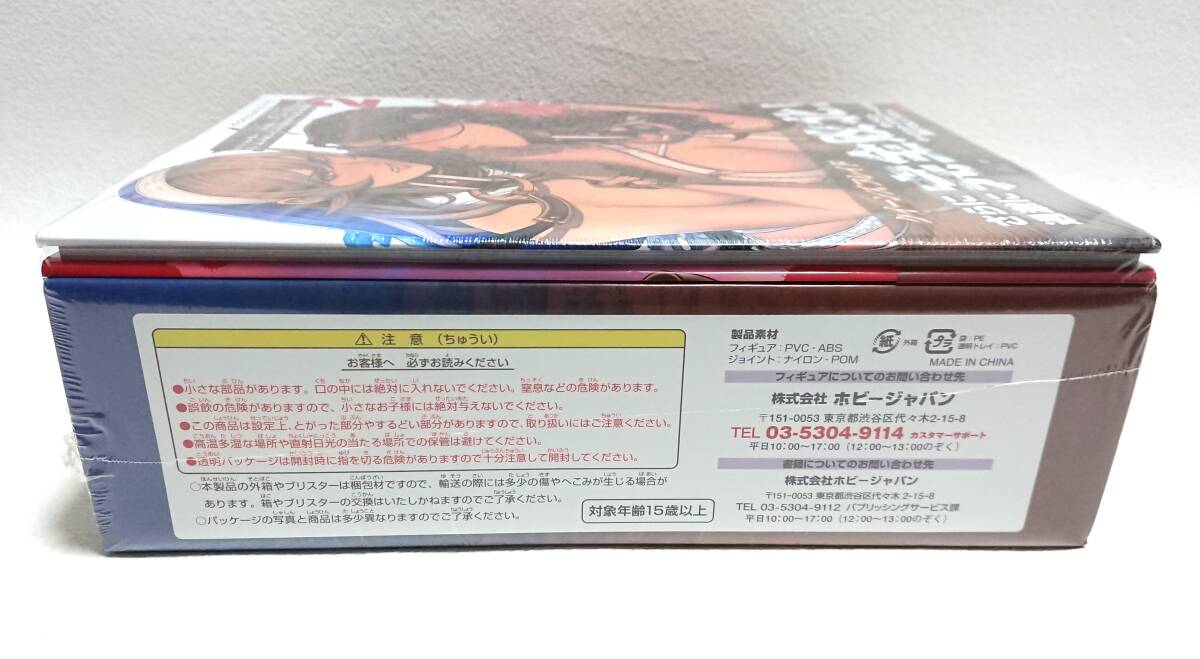 ⚠ 注意（ちゅうい）
お客様へ 必ずお読みください
●小さな部品があります。口の中には絶対に入れないでください。窒息などの危険があります。
●誤飲の危険がありますので、小さなお子様には絶対与えないでください。
●この商品は設定上、とがった部分やするどい部分がありますので、取り扱いにはご注意ください。
●高温多湿な場所や直射日光の当たる場所での保管は避けてください。
●透明パッケージは開封時に指を切る危険がありますので十分注意して開封してください。
○本製品の外箱やブリスターは梱包材ですので、輸送の際には多少の傷やへこみが生じる場合が
あります。箱やブリスターの交換はいたしかねますのでご了承ください。
○パッケージの写真と商品は多少異なりますのでご了承ください。
対象年齢15歳以上
製品素材
フィギュア：PVC・ABS
ジョイント：ナイロン・POM
紙 外箱
プラ 袋：PE
透明トレイ：PVC
MADE IN CHINA
フィギュアについてのお問い合わせ先
株式会社 ホビージャパン
〒151-0053 東京都渋谷区代々木2-15-8
TEL 03-5304-9114 カスタマーサポート
平日10:00〜17:00（12:00〜13:00のぞく）
書籍についてのお問い合わせ先
株式会社ホビージャパン
〒151-0053 東京都渋谷区代々木 2-15-8
TEL 03-5304-9112 パブリッシングサービス課
平日10:00〜17:00（12:00〜13:00のぞく）